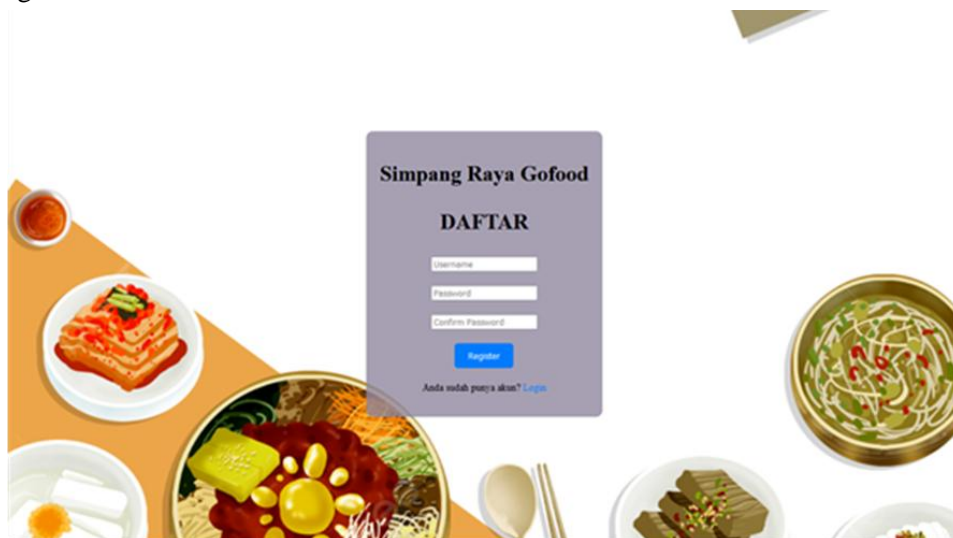 Simpang Raya Gofood
DAFTAR
Username
Password
Confirm Password
Register
Anda sudah punya akun? Login